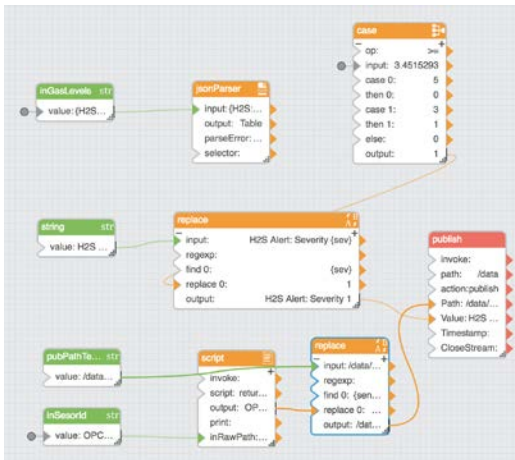 case
op: >=
input: 3.4515293
case 0: 5
then 0: 0
case 1: 3
then 1: 1
else: 0
output: 1
inGasLevels str
value: {H2S...
jsonParser
input: {H2S:...
output: Table
parseError: ...
selector:
string str
value: H2S ...
replace
input: H2S Alert: Severity {sev}
regexp:
find 0: {sev}
replace 0: 1
output: H2S Alert: Severity 1
publish
invoke:
path: /data
action:publish
Path: /data/...
Value: H2S ...
Timestamp:
CloseStream:
pubPathTe... str
value: /data...
script
invoke:
script: retur...
output: OP...
print:
inRawPath:...
replace
input: /data/...
regexp:
find 0: {sen...
replace 0: ...
output: /dat...
inSesorId str
value: OPC...